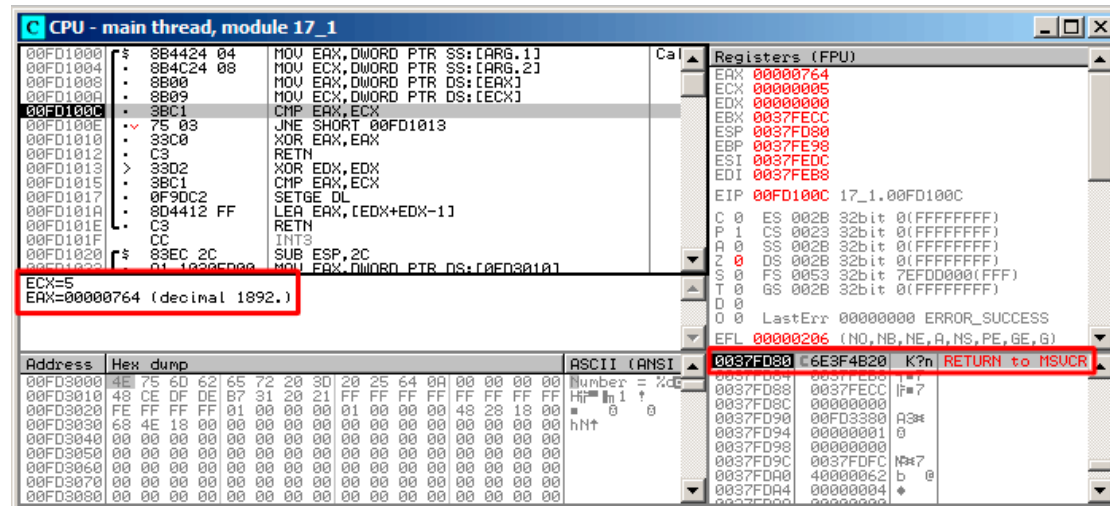 C CPU - main thread, module 17_1
00FD1000 $ 8B4424 04 MOV EAX,DWORD PTR SS:[ARG.1] Cal
00FD1004 . 8B4C24 08 MOV ECX,DWORD PTR SS:[ARG.2]
00FD1008 . 8B00 MOV EAX,DWORD PTR DS:[EAX]
00FD100A . 8B09 MOV ECX,DWORD PTR DS:[ECX]
00FD100C . 3BC1 CMP EAX,ECX
00FD100E . 75 03 JNE SHORT 00FD1013
00FD1010 . 33C0 XOR EAX,EAX
00FD1012 . C3 RETN
00FD1013 > 33D2 XOR EDX,EDX
00FD1015 . 3BC1 CMP EAX,ECX
00FD1017 . 0F9DC2 SETGE DL
00FD101A . 8D4412 FF LEA EAX,[EDX+EDX-1]
00FD101E . C3 RETN
00FD101F CC INT3
00FD1020 $ 83EC 2C SUB ESP,2C
ECX=5
EAX=00000764 (decimal 1892.)
Registers (FPU)
EAX 00000764
ECX 00000005
EDX 00000000
EBX 0037FECC
ESP 0037FD80
EBP 0037FE98
ESI 0037FEDC
EDI 0037FEB8
EIP 00FD100C 17_1.00FD100C
C 0 ES 002B 32bit 0(FFFFFFFF)
P 1 CS 0023 32bit 0(FFFFFFFF)
A 0 SS 002B 32bit 0(FFFFFFFF)
Z 0 DS 002B 32bit 0(FFFFFFFF)
S 0 FS 0053 32bit 7EFDD000(FFF)
T 0 GS 002B 32bit 0(FFFFFFFF)
D 0
O 0 LastErr 00000000 ERROR_SUCCESS
EFL 00000206 (NO,NB,NE,A,NS,PE,GE,G)
Address Hex dump ASCII (ANSI
00FD3000 4E 75 6D 62 65 72 20 3D 20 25 64 0A 00 00 00 00 Number = %d
00FD3010 48 CE DF DE B7 31 20 21 FF FF FF FF FF FF FF FF
00FD3020 FE FF FF FF 01 00 00 00 01 00 00 00 48 28 18 00
00FD3030 68 4E 18 00 00 00 00 00 00 00 00 00 00 00 00 00 hN↑
00FD3040 00 00 00 00 00 00 00 00 00 00 00 00 00 00 00 00
00FD3050 00 00 00 00 00 00 00 00 00 00 00 00 00 00 00 00
00FD3060 00 00 00 00 00 00 00 00 00 00 00 00 00 00 00 00
00FD3070 00 00 00 00 00 00 00 00 00 00 00 00 00 00 00 00
00FD3080 00 00 00 00 00 00 00 00 00 00 00 00 00 00 00 00
0037FD80 6E3F4B20 K?n RETURN to MSVCR
0037FD84 0037FEB8
0037FD88 0037FECC
0037FD8C 00000000
0037FD90 00FD3380
0037FD94 00000001
0037FD98 00000000
0037FD9C 0037FDFC
0037FDA0 40000062 b @
0037FDA4 00000004 ♦